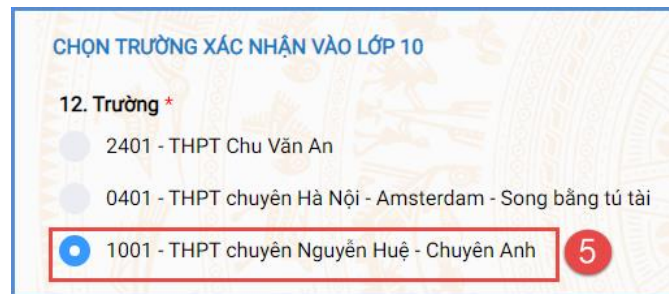 CHỌN TRƯỜNG XÁC NHẬN VÀO LỚP 10
12. Trường *
2401 - THPT Chu Văn An
0401 - THPT chuyên Hà Nội - Amsterdam - Song bằng tú tài
1001 - THPT chuyên Nguyễn Huệ - Chuyên Anh 5